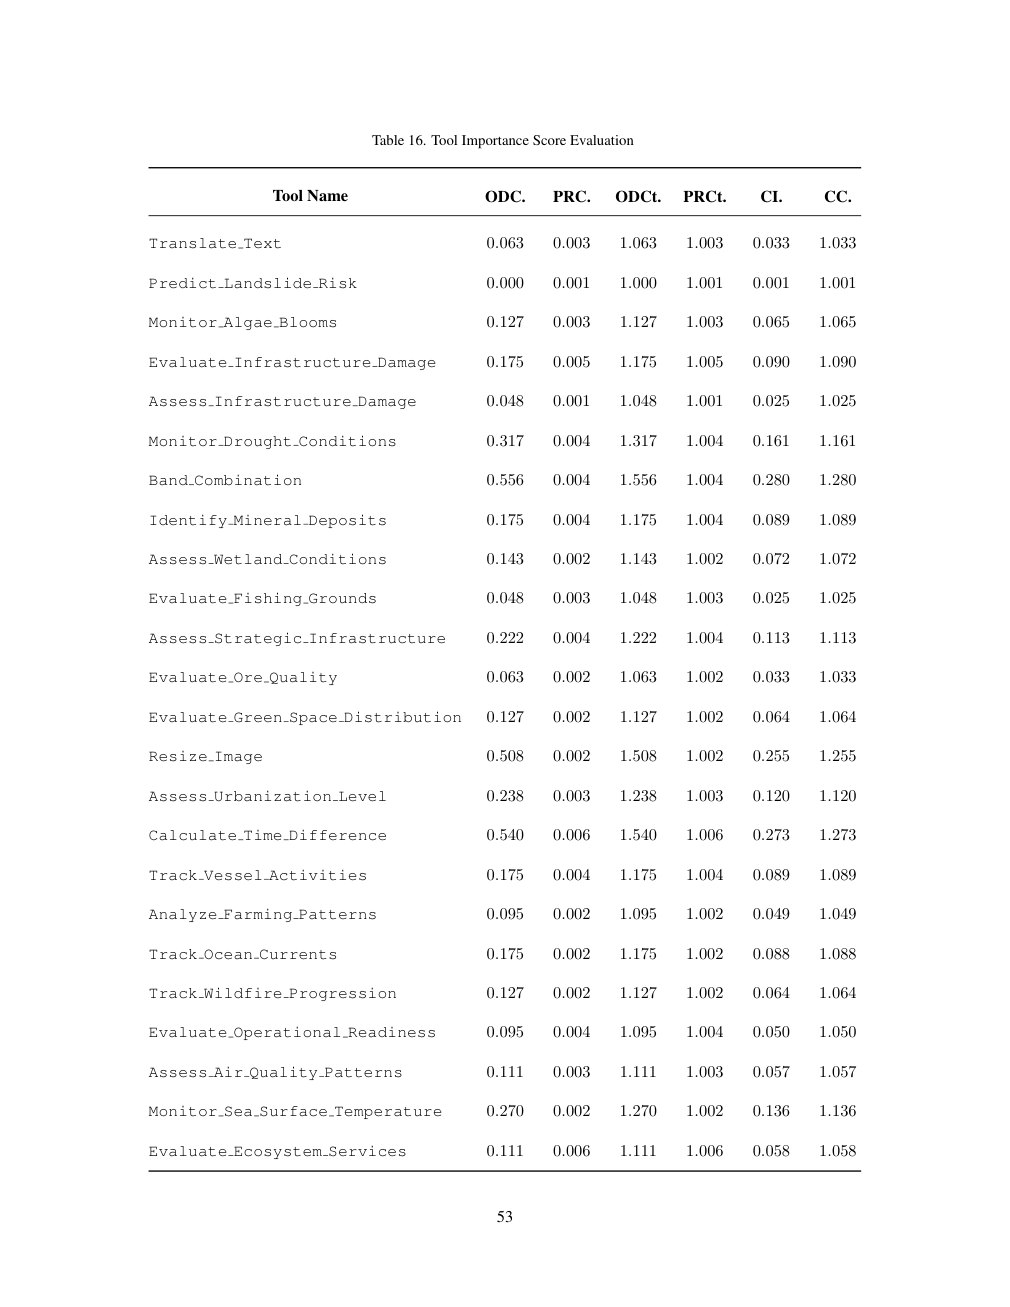 Table 16. Tool Importance Score Evaluation
Tool Name ODC. PRC. ODCt. PRCt. CI. CC.
Translate_Text 0.063 0.003 1.063 1.003 0.033 1.033
Predict_Landslide_Risk 0.000 0.001 1.000 1.001 0.001 1.001
Monitor_Algae_Blooms 0.127 0.003 1.127 1.003 0.065 1.065
Evaluate_Infrastructure_Damage 0.175 0.005 1.175 1.005 0.090 1.090
Assess_Infrastructure_Damage 0.048 0.001 1.048 1.001 0.025 1.025
Monitor_Drought_Conditions 0.317 0.004 1.317 1.004 0.161 1.161
Band_Combination 0.556 0.004 1.556 1.004 0.280 1.280
Identify_Mineral_Deposits 0.175 0.004 1.175 1.004 0.089 1.089
Assess_Wetland_Conditions 0.143 0.002 1.143 1.002 0.072 1.072
Evaluate_Fishing_Grounds 0.048 0.003 1.048 1.003 0.025 1.025
Assess_Strategic_Infrastructure 0.222 0.004 1.222 1.004 0.113 1.113
Evaluate_Ore_Quality 0.063 0.002 1.063 1.002 0.033 1.033
Evaluate_Green_Space_Distribution 0.127 0.002 1.127 1.002 0.064 1.064
Resize_Image 0.508 0.002 1.508 1.002 0.255 1.255
Assess_Urbanization_Level 0.238 0.003 1.238 1.003 0.120 1.120
Calculate_Time_Difference 0.540 0.006 1.540 1.006 0.273 1.273
Track_Vessel_Activities 0.175 0.004 1.175 1.004 0.089 1.089
Analyze_Farming_Patterns 0.095 0.002 1.095 1.002 0.049 1.049
Track_Ocean_Currents 0.175 0.002 1.175 1.002 0.088 1.088
Track_Wildfire_Progression 0.127 0.002 1.127 1.002 0.064 1.064
Evaluate_Operational_Readiness 0.095 0.004 1.095 1.004 0.050 1.050
Assess_Air_Quality_Patterns 0.111 0.003 1.111 1.003 0.057 1.057
Monitor_Sea_Surface_Temperature 0.270 0.002 1.270 1.002 0.136 1.136
Evaluate_Ecosystem_Services 0.111 0.006 1.111 1.006 0.058 1.058
53